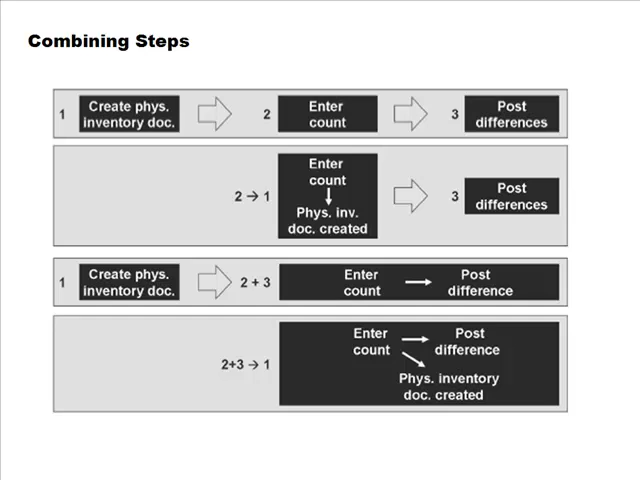 Combining Steps
1
Create phys.
inventory doc.
2
Enter
count
3
Post
differences
2 → 1
Enter
count
Phys. inv.
doc. created
3
Post
differences
1
Create phys.
inventory doc.
2 + 3
Enter
count
Post
difference
2+3 → 1
Enter
count
Post
difference
Phys. inventory
doc. created